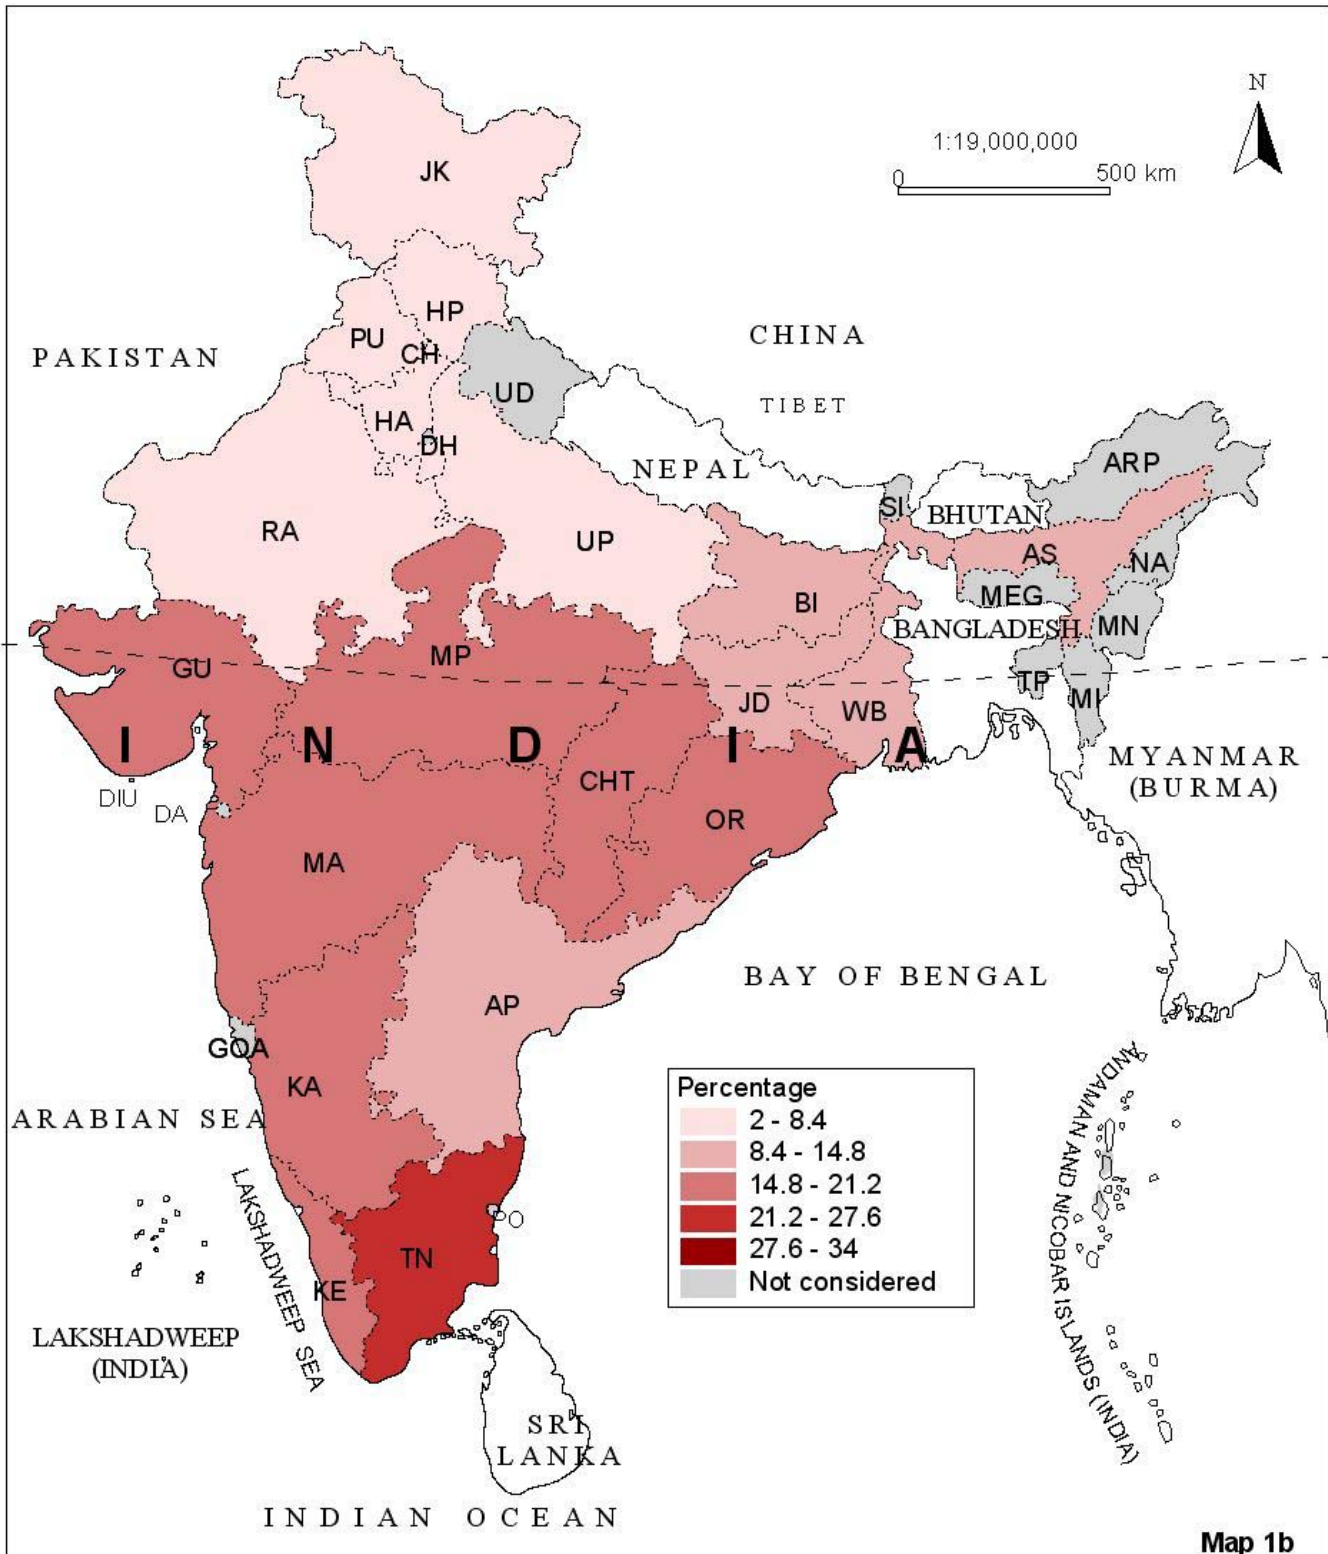 N
1:19,000,000
0 500 km
JK
HP
PU
CH
CHINA
PAKISTAN
UD
TIBET
HA
DH
NEPAL
ARP
SI
BHUTAN
RA
UP
AS
NA
MEG
BI
BANGLADESH
MN
MP
GU
TP
MI
JD
WB
I N D I A
MYANMAR
(BURMA)
CHT
DIU
DA
OR
MA
BAY OF BENGAL
AP
GOA
KA
ARABIAN SEA
Percentage
2 - 8.4
8.4 - 14.8
14.8 - 21.2
21.2 - 27.6
27.6 - 34
Not considered
ANDAMAN AND NICOBAR ISLANDS (INDIA)
LAKSHADWEEP SEA
PO
TN
KE
LAKSHADWEEP
(INDIA)
SRI
LANKA
INDIAN OCEAN
Map 1b